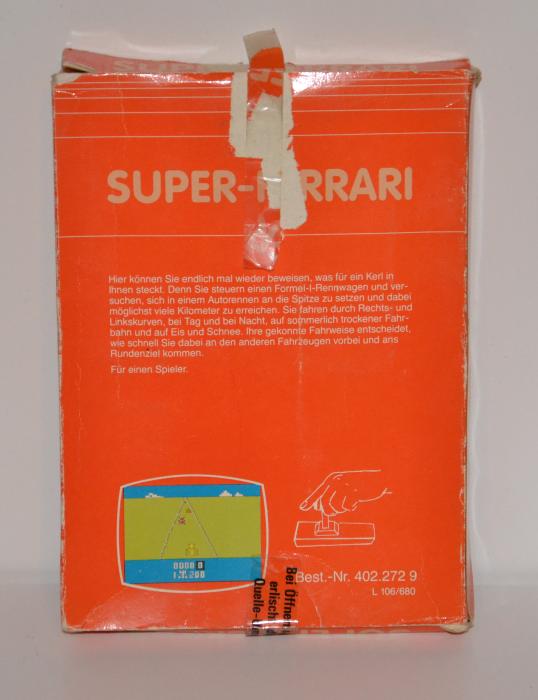 SUPER-FERRARI
Hier können Sie endlich mal wieder beweisen, was für ein Kerl in
Ihnen steckt. Denn Sie steuern einen Formel-I-Rennwagen und ver-
suchen, sich in einem Autorennen an die Spitze zu setzen und dabei
möglichst viele Kilometer zu erreichen. Sie fahren durch Rechts- und
Linkskurven, bei Tag und bei Nacht, auf sommerlich trockener Fahr-
bahn und auf Eis und Schnee. Ihre gekonnte Fahrweise entscheidet,
wie schnell Sie dabei an den anderen Fahrzeugen vorbei und ans
Rundenziel kommen.
Für einen Spieler.
Best.-Nr. 402.272 9
L 106/680
Bei Öffnen
erlisch
Quelle-